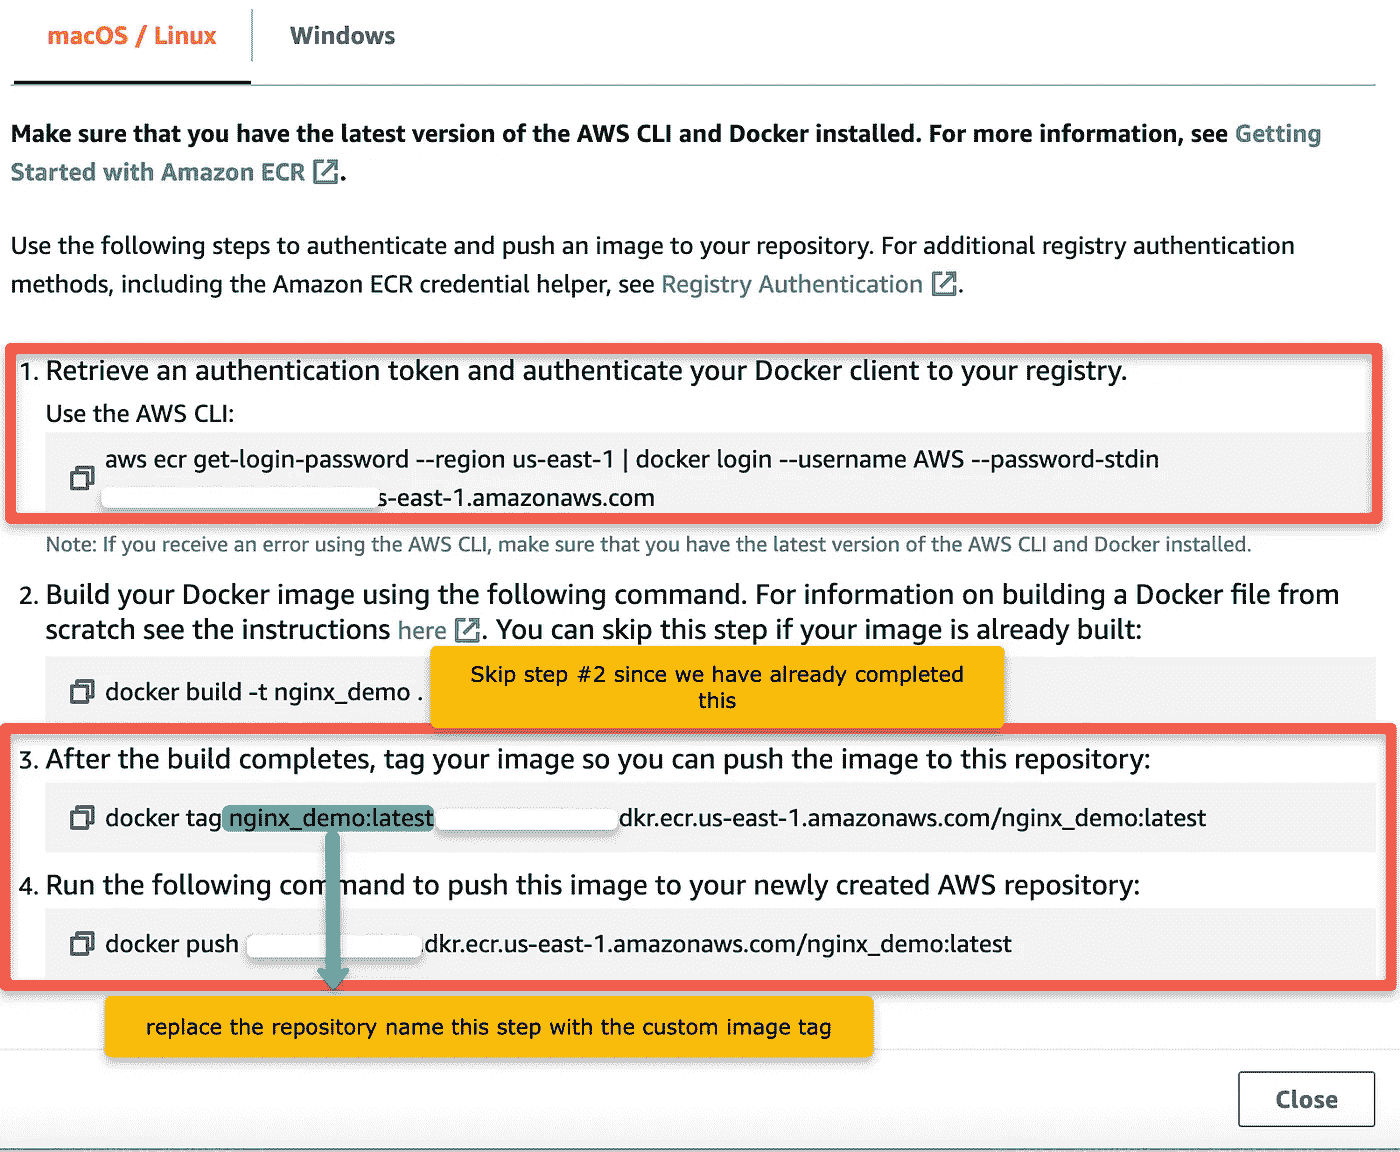 macOS / Linux
Windows
Make sure that you have the latest version of the AWS CLI and Docker installed. For more information, see Getting
Started with Amazon ECR.
Use the following steps to authenticate and push an image to your repository. For additional registry authentication
methods, including the Amazon ECR credential helper, see Registry Authentication.
1. Retrieve an authentication token and authenticate your Docker client to your registry.
Use the AWS CLI:
aws ecr get-login-password --region us-east-1 | docker login --username AWS --password-stdin
s-east-1.amazonaws.com
Note: If you receive an error using the AWS CLI, make sure that you have the latest version of the AWS CLI and Docker installed.
2. Build your Docker image using the following command. For information on building a Docker file from
scratch see the instructions here. You can skip this step if your image is already built:
docker build -t nginx_demo .
Skip step #2 since we have already completed
this
3. After the build completes, tag your image so you can push the image to this repository:
docker tag nginx_demo:latest dkr.ecr.us-east-1.amazonaws.com/nginx_demo:latest
4. Run the following command to push this image to your newly created AWS repository:
docker push .dkr.ecr.us-east-1.amazonaws.com/nginx_demo:latest
replace the repository name this step with the custom image tag
Close